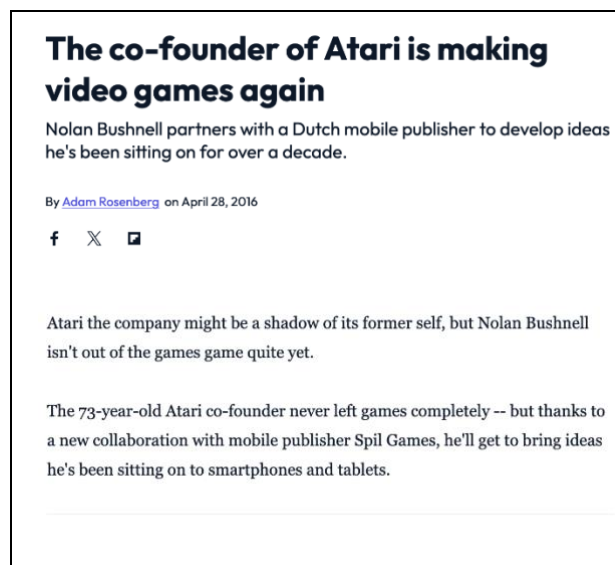 The co-founder of Atari is making
video games again
Nolan Bushnell partners with a Dutch mobile publisher to develop ideas
he's been sitting on for over a decade.
By Adam Rosenberg on April 28, 2016
Atari the company might be a shadow of its former self, but Nolan Bushnell
isn't out of the games game quite yet.
The 73-year-old Atari co-founder never left games completely -- but thanks to
a new collaboration with mobile publisher Spil Games, he'll get to bring ideas
he's been sitting on to smartphones and tablets.